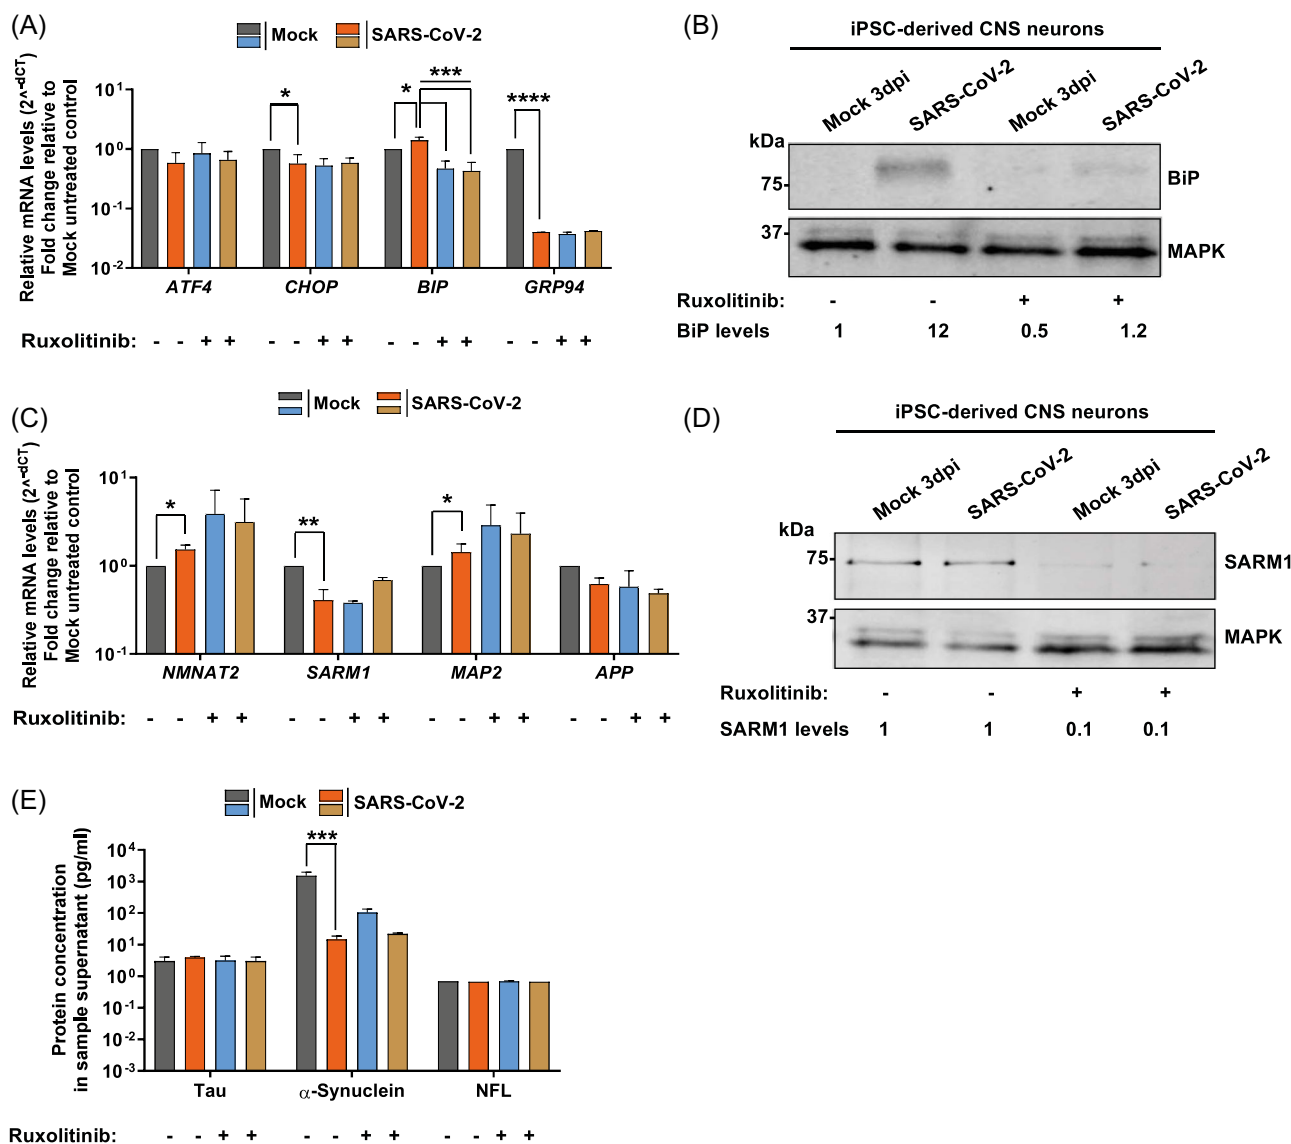 (A)
Mock SARS-CoV-2
Relative mRNA levels (2^-dCT)
Fold change relative to
Mock untreated control
10^1
10^0
10^-1
10^-2
* * *** ****
ATF4 CHOP BIP GRP94
Ruxolitinib: - - + + - - + + - - + + - - + +
(B)
iPSC-derived CNS neurons
Mock 3dpi SARS-CoV-2 Mock 3dpi SARS-CoV-2
kDa
75 BiP
37 MAPK
Ruxolitinib: - - + +
BiP levels 1 12 0.5 1.2
(C)
Mock SARS-CoV-2
Relative mRNA levels (2^-dCT)
Fold change relative to
Mock untreated control
10^1
10^0
10^-1
* ** *
NMNAT2 SARM1 MAP2 APP
Ruxolitinib: - - + + - - + + - - + + - - + +
(D)
iPSC-derived CNS neurons
Mock 3dpi SARS-CoV-2 Mock 3dpi SARS-CoV-2
kDa
75 SARM1
37 MAPK
Ruxolitinib: - - + +
SARM1 levels 1 1 0.1 0.1
(E)
Mock SARS-CoV-2
Protein concentration
in sample supernatant (pg/ml)
10^4
10^3
10^2
10^1
10^0
10^-1
10^-2
10^-3
***
Tau α-Synuclein NFL
Ruxolitinib: - - + + - - + + - - + +